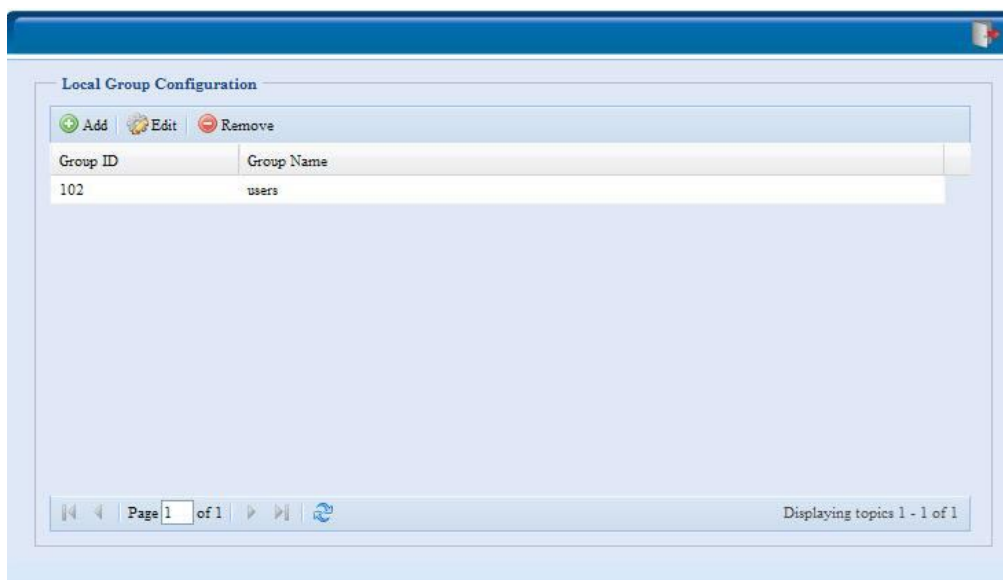 Local Group Configuration
Add Edit Remove
Group ID Group Name
102 users
Page 1 of 1 Displaying topics 1 - 1 of 1